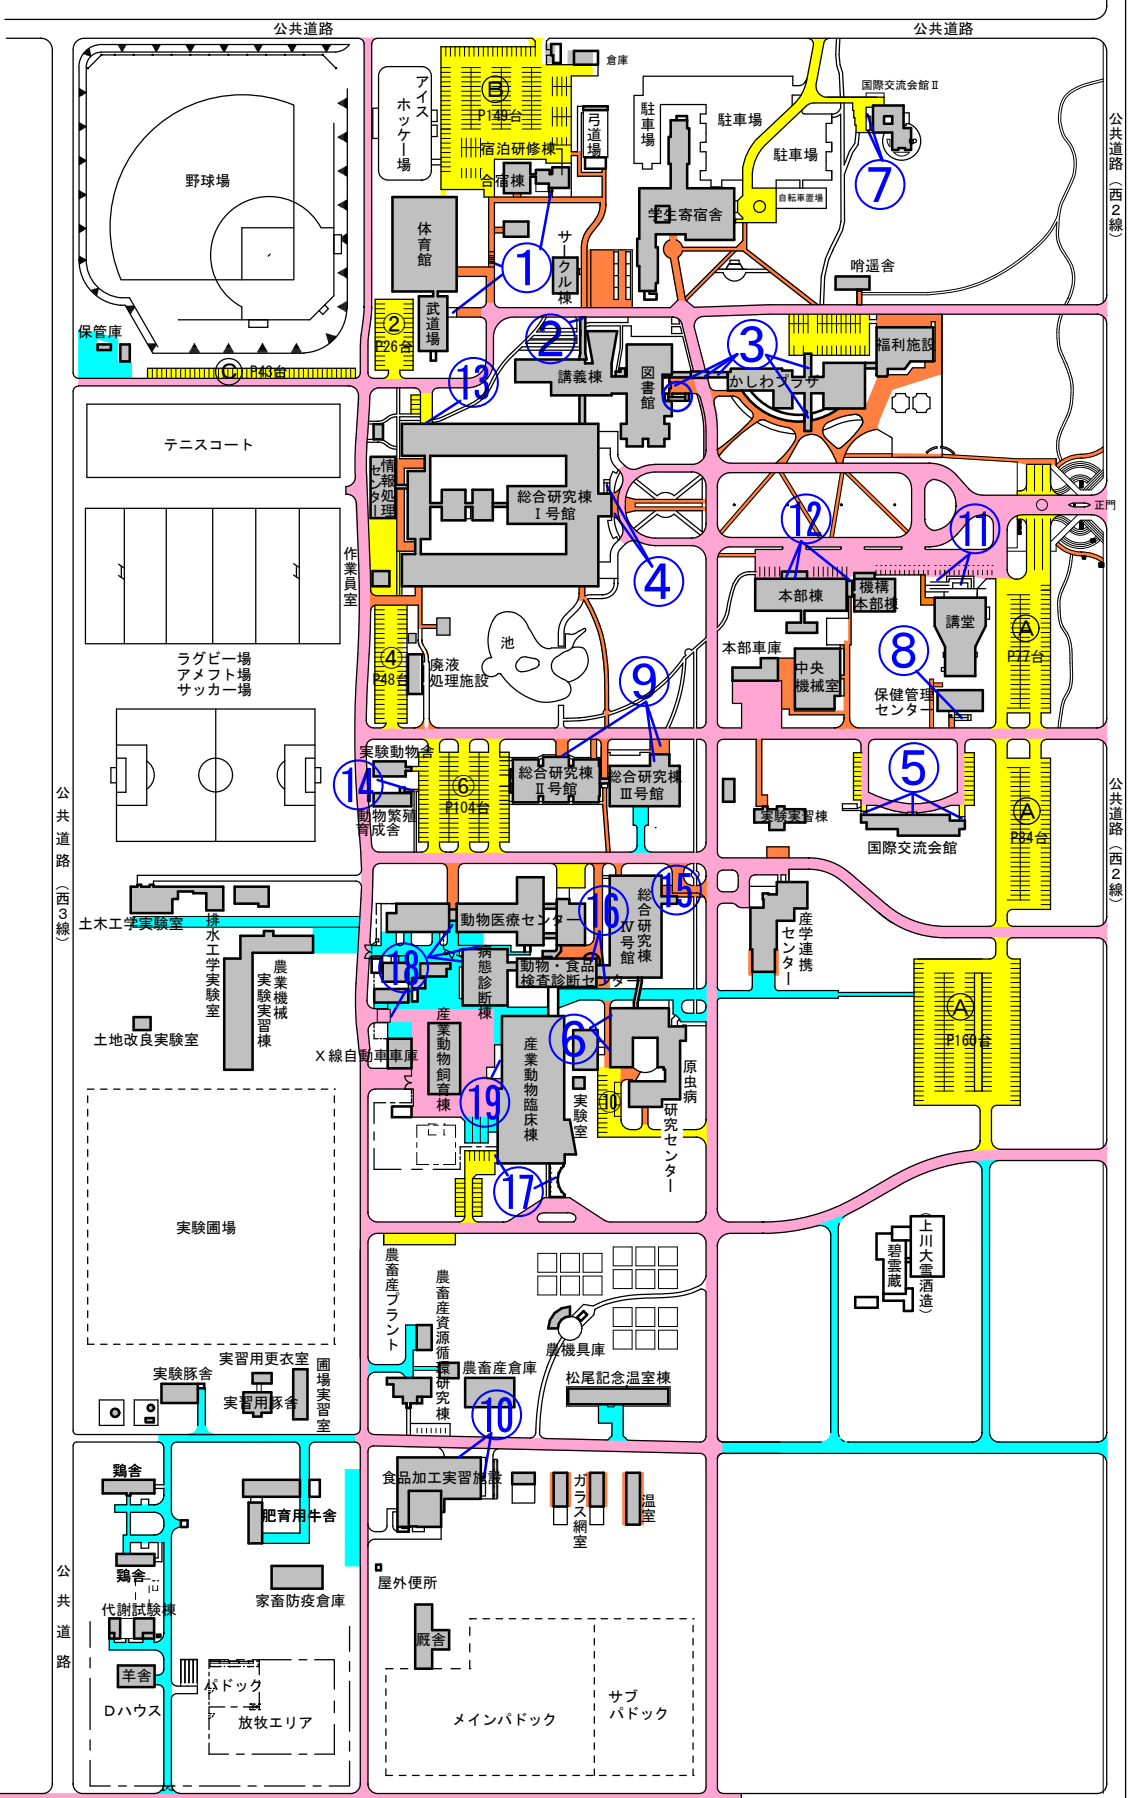 公共道路
公共道路
倉庫
国際交流会館Ⅱ
アイス
ホッケー場
Ⓑ
P149台
駐車場
駐車場
駐車場
弓道場
公共道路(西2線)
宿泊研修棟
合宿棟
野球場
⑦
自転車置場
学生寄宿舎
体育館
サークル棟
①
哨遥舎
武道場
②
P26台
保管庫
②
③
福利施設
講義棟
図書館
かしわプラザ
Ⓒ P43台
⑬
テニスコート
情報処理
センター
総合研究棟
Ⅰ号館
正門
⑫
⑪
作業員室
④
本部棟
機構
本部棟
講堂
Ⓐ
P77台
池
④
P48台
廃液
処理施設
本部車庫
中央
機械室
⑧
保健管理
センター
ラグビー場
アメフト場
サッカー場
⑨
実験動物舎
⑭
⑥
P104台
総合研究棟
Ⅱ号館
総合研究棟
Ⅲ号館
⑤
公共道路(西2線)
公共道路(西3線)
動物繁殖
育成舎
実験実習棟
Ⓐ
P84台
国際交流会館
⑮
土木工学実験室
排水工学実験室
動物医療センター
⑯
総合研究棟
Ⅳ号館
産学連携
センター
農業機械
実験実習棟
⑱
病態診断棟
動物・食品
検査診断センター
Ⓐ
P160台
土地改良実験室
X線自動車車庫
産業動物飼育棟
産業動物臨床棟
⑥
原虫病
研究センター
⑲
実験室
⑩
⑰
実験圃場
農畜産プラント
農畜産資源循環研究棟
碧雲蔵
(上川大雪酒造)
農機具庫
実習用更衣室
実験豚舎
実習用豚舎
圃場実習室
農畜産倉庫
松尾記念温室棟
⑩
鶏舎
食品加工実習施設
ガラス網室
温室
肥育用牛舎
鶏舎
屋外便所
家畜防疫倉庫
公共道路
代謝試験棟
厩舎
羊舎
パドック
Dハウス
放牧エリア
メインパドック
サブ
パドック